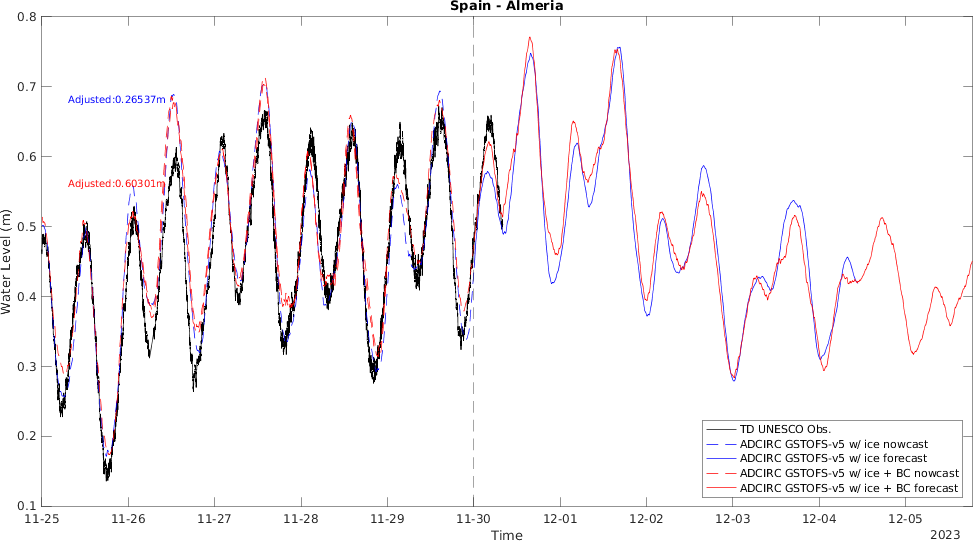 Spain - Almeria
0.8
0.7
0.6
0.5
0.4
0.3
0.2
0.1
Water Level (m)
Adjusted:0.26537m
Adjusted:0.60301m
TD UNESCO Obs.
ADCIRC GSTOFS-v5 w/ ice nowcast
ADCIRC GSTOFS-v5 w/ ice forecast
ADCIRC GSTOFS-v5 w/ ice + BC nowcast
ADCIRC GSTOFS-v5 w/ ice + BC forecast
11-25 11-26 11-27 11-28 11-29 11-30 12-01 12-02 12-03 12-04 12-05
Time
2023